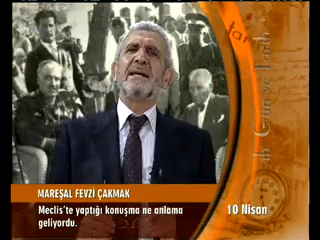 MAREŞAL FEVZİ ÇAKMAK
Meclis'te yaptığı konuşma ne anlama
geliyordu.
10 Nisan